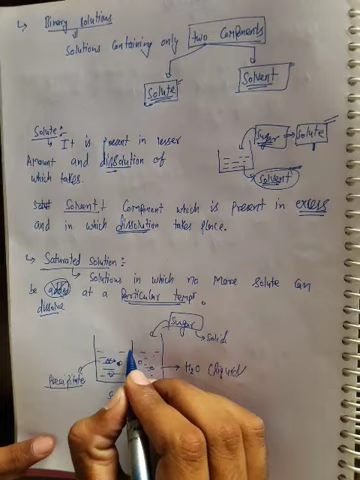 ↳ Binary Solutions
Solutions containing only two Components
Solute
Solvent
Solute :-
↳ It is present in lesser
Amount and dissolution of
which takes.
Sugar → Solute
Solvent
Solvent :- Component which is present in excess
and in which dissolution takes place.
↳ Saturated Solution :-
↳ Solutions in which no more solute can
be added at a Particular temp.
dissolve
Sugar
Solid
Precipitate
→ H2O (liquid)